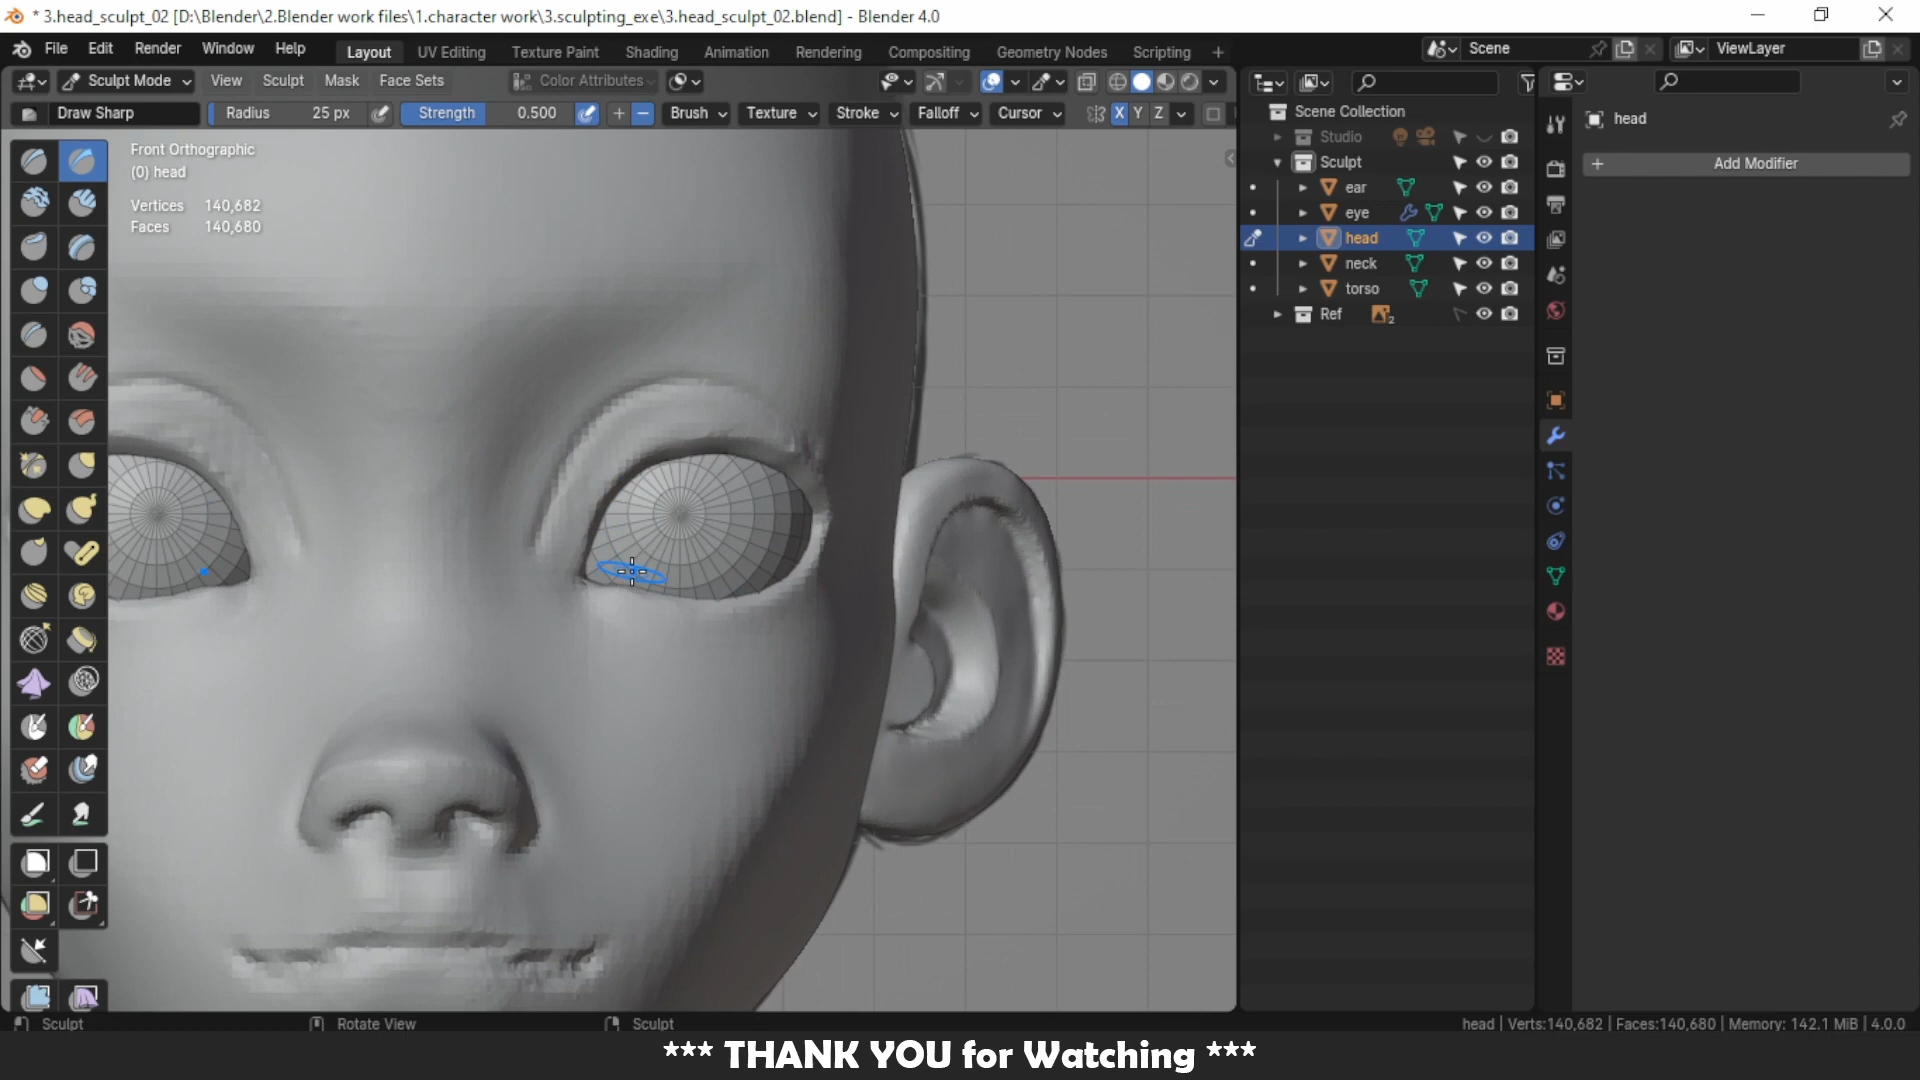 * 3.head_sculpt_02 [D:\Blender\2.Blender work files\1.character work\3.sculpting_exe\3.head_sculpt_02.blend] - Blender 4.0
File Edit Render Window Help Layout UV Editing Texture Paint Shading Animation Rendering Compositing Geometry Nodes Scripting + Scene ViewLayer
Sculpt Mode View Sculpt Mask Face Sets Color Attributes
Draw Sharp Radius 25 px Strength 0.500 Brush Texture Stroke Falloff Cursor X Y Z
Front Orthographic
(0) head
Vertices 140,682
Faces 140,680
Scene Collection
Studio
Sculpt
ear
eye
head
neck
torso
Ref 2
head
Add Modifier
Sculpt Rotate View Sculpt head | Verts:140,682 | Faces:140,680 | Memory: 142.1 MiB | 4.0.0
*** THANK YOU for Watching ***